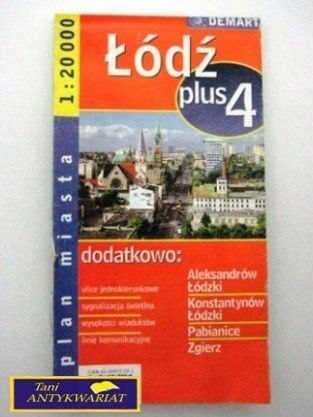 DEMART
1:20 000
Łódź
plus 4
plan miasta
dodatkowo:
ulice jednokierunkowe
sygnalizacja świetlna
wysokości wiaduktów
linie komunikacyjne
Aleksandrów
Łódzki
Konstantynów
Łódzki
Pabianice
Zgierz
Tani
ANTYKWARIAT